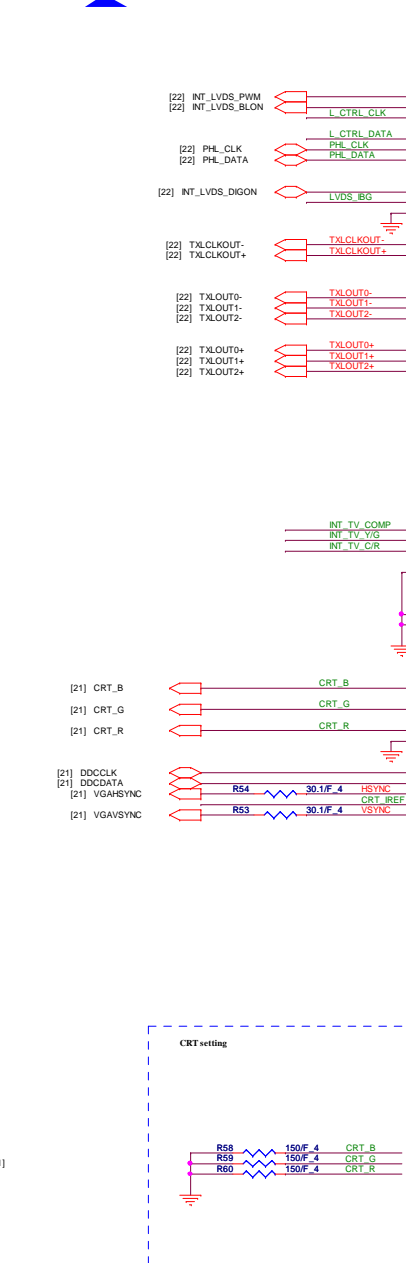 [22] INT_LVDS_PWM
[22] INT_LVDS_BLON
L_CTRL_CLK
L_CTRL_DATA
[22] PHL_CLK PHL_CLK
[22] PHL_DATA PHL_DATA
[22] INT_LVDS_DIGON
LVDS_IBG
[22] TXLCLKOUT- TXLCLKOUT-
[22] TXLCLKOUT+ TXLCLKOUT+
[22] TXLOUT0- TXLOUT0-
[22] TXLOUT1- TXLOUT1-
[22] TXLOUT2- TXLOUT2-
[22] TXLOUT0+ TXLOUT0+
[22] TXLOUT1+ TXLOUT1+
[22] TXLOUT2+ TXLOUT2+
INT_TV_COMP
INT_TV_Y/G
INT_TV_C/R
[21] CRT_B CRT_B
[21] CRT_G CRT_G
[21] CRT_R CRT_R
[21] DDCCLK
[21] DDCDATA
[21] VGAHSYNC R54 30.1/F_4 HSYNC
CRT_IREF
[21] VGAVSYNC R53 30.1/F_4 VSYNC
CRT setting
R58 150/F_4 CRT_B
R59 150/F_4 CRT_G
R60 150/F_4 CRT_R